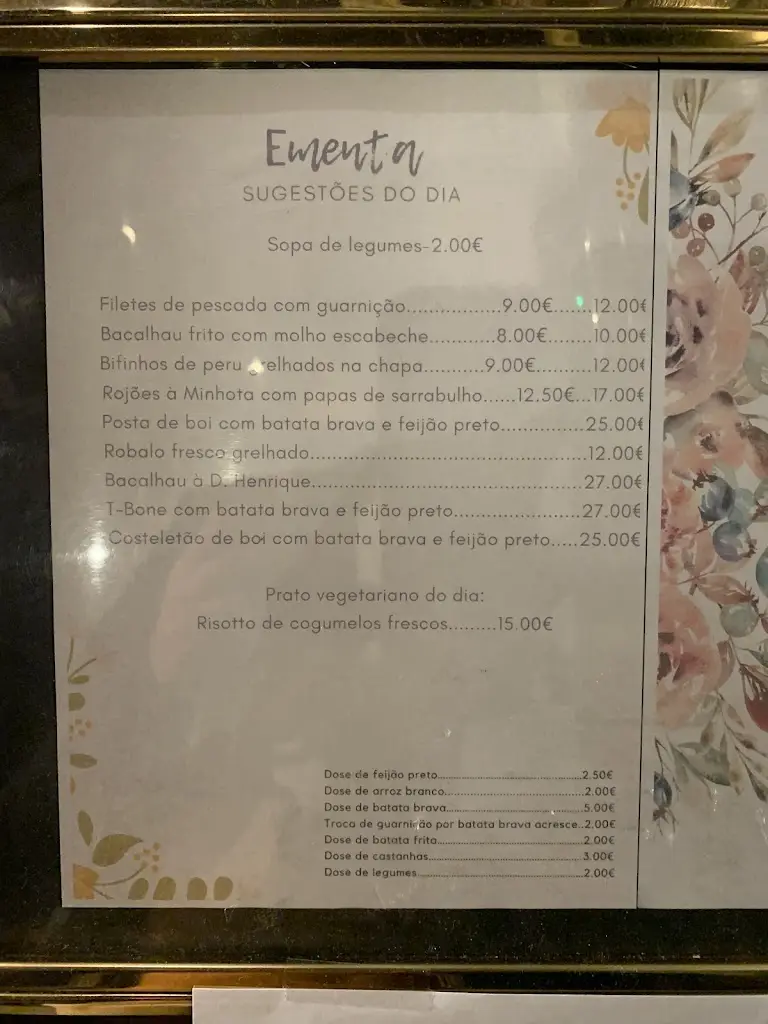 Ementa
SUGESTÕES DO DIA
Sopa de legumes-2.00€
Filetes de pescada com guarnição.................9.00€.......12.00€
Bacalhau frito com molho escabeche............8.00€........10.00€
Bifinhos de peru grelhados na chapa..........9.00€.........12.00€
Rojões à Minhota com papas de sarrabulho......12.50€...17.00€
Posta de boi com batata brava e feijão preto..............25.00€
Robalo fresco grelhado..............................................12.00€
Bacalhau à D. Henrique.............................................27.00€
T-Bone com batata brava e feijão preto.....................27.00€
Costeletão de boi com batata brava e feijão preto.....25.00€
Prato vegetariano do dia:
Risotto de cogumelos frescos.........15.00€
Dose de feijão preto................................................2.50€
Dose de arroz branco...............................................2.00€
Dose de batata brava..............................................5.00€
Troca de guarnição por batata brava acresce..2.00€
Dose de batata frita.................................................2.00€
Dose de castanhas...................................................3.00€
Dose de legumes......................................................2.00€